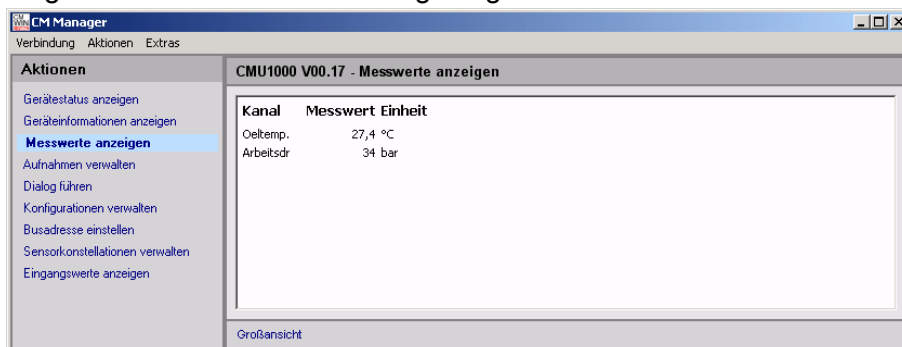 CM Manager
Verbindung Aktionen Extras
Aktionen
Gerätestatus anzeigen
Geräteinformationen anzeigen
Messwerte anzeigen
Aufnahmen verwalten
Dialog führen
Konfigurationen verwalten
Busadresse einstellen
Sensorkonstellationen verwalten
Eingangswerte anzeigen
CMU1000 V00.17 - Messwerte anzeigen
Kanal Messwert Einheit
Oeltemp. 27,4 °C
Arbeitsdr 34 bar
Großansicht